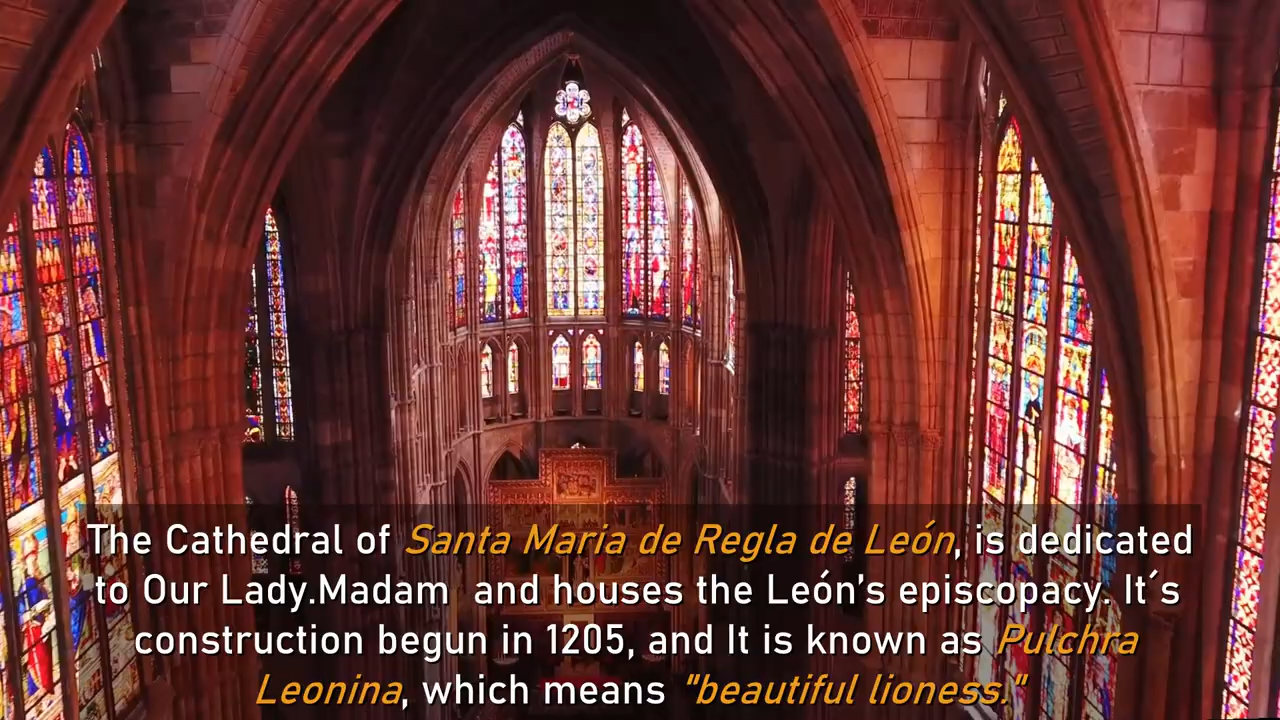 The Cathedral of Santa Maria de Regla de León, is dedicated
to Our Lady.Madam  and houses the León's episcopacy. It´s
construction begun in 1205, and It is known as Pulchra
Leonina, which means "beautiful lioness."